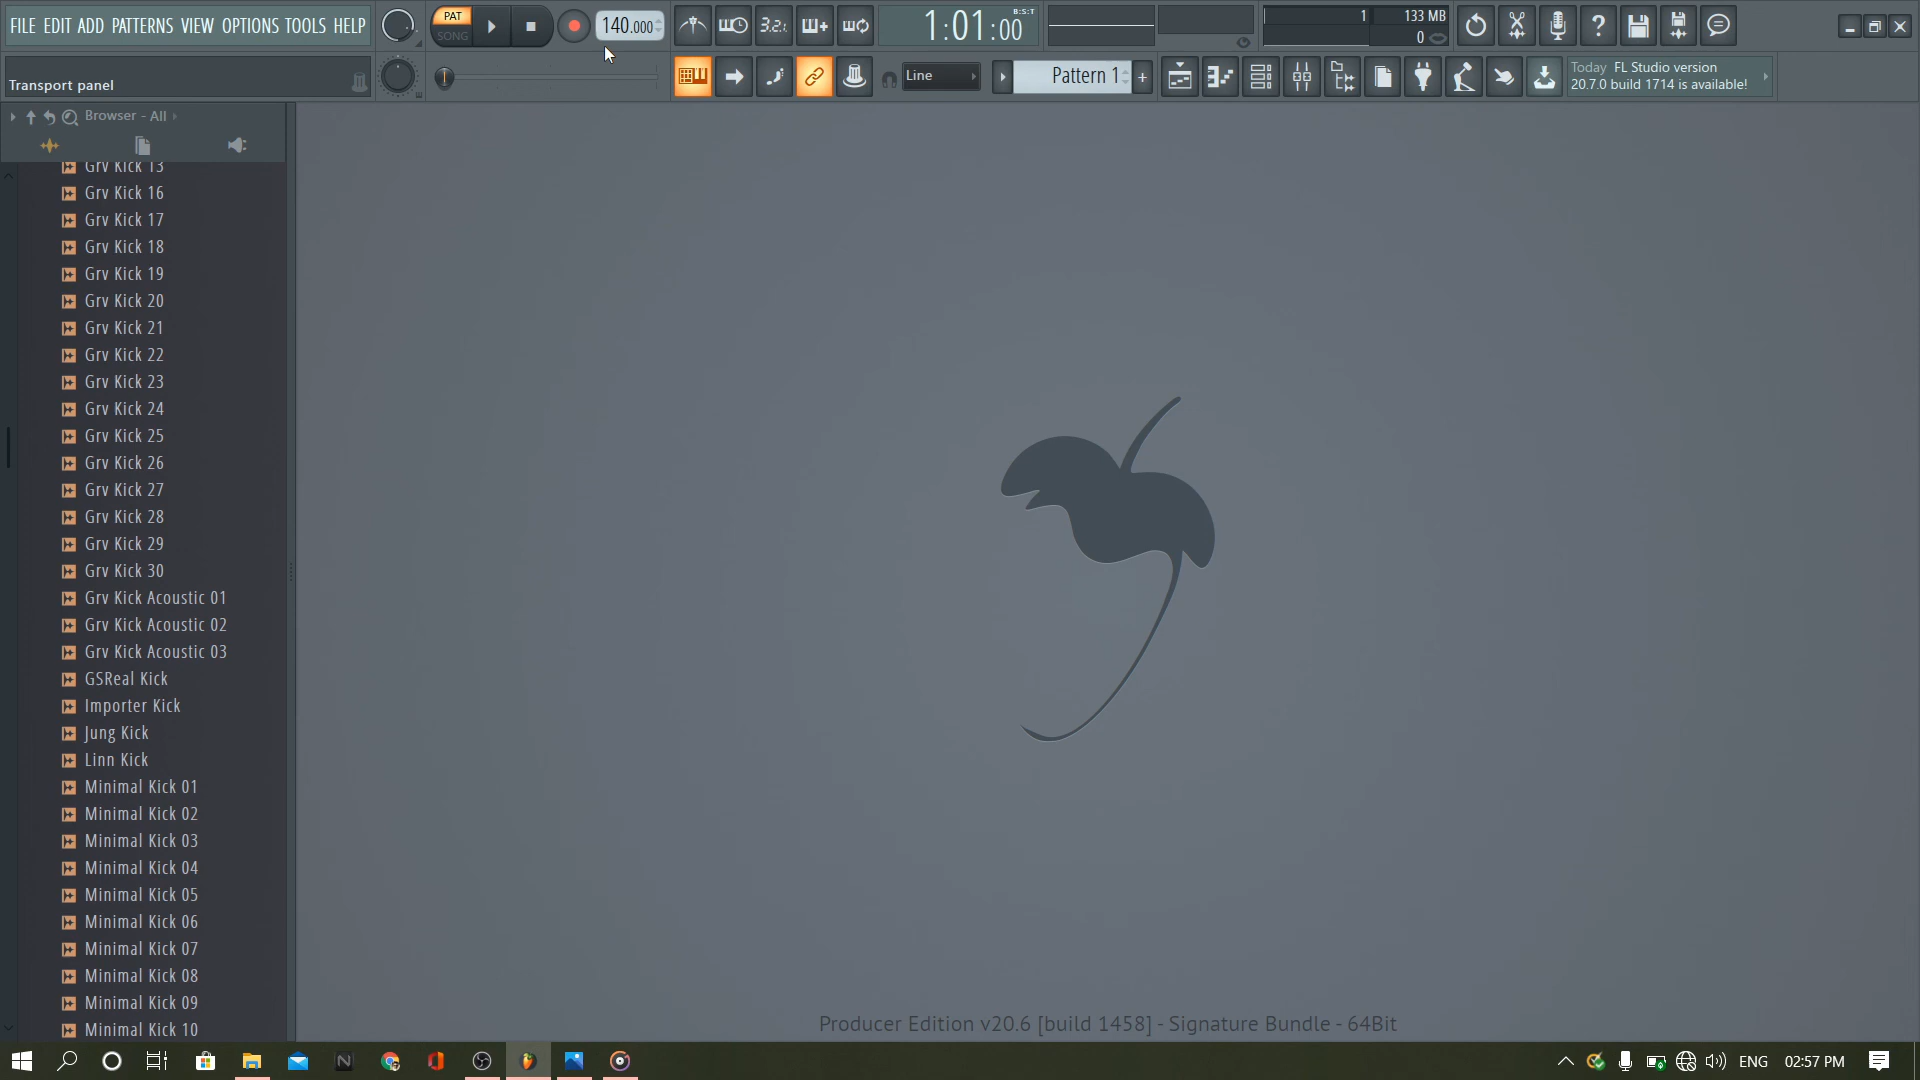 FILE EDIT ADD PATTERNS VIEW OPTIONS TOOLS HELP
PAT
SONG
140.000
3.2.1
1:01:00
B:S:T
1
133 MB
0
Transport panel
Line
Pattern 1
Today FL Studio version
20.7.0 build 1714 is available!
Browser - All
Grv Kick 13
Grv Kick 16
Grv Kick 17
Grv Kick 18
Grv Kick 19
Grv Kick 20
Grv Kick 21
Grv Kick 22
Grv Kick 23
Grv Kick 24
Grv Kick 25
Grv Kick 26
Grv Kick 27
Grv Kick 28
Grv Kick 29
Grv Kick 30
Grv Kick Acoustic 01
Grv Kick Acoustic 02
Grv Kick Acoustic 03
GSReal Kick
Importer Kick
Jung Kick
Linn Kick
Minimal Kick 01
Minimal Kick 02
Minimal Kick 03
Minimal Kick 04
Minimal Kick 05
Minimal Kick 06
Minimal Kick 07
Minimal Kick 08
Minimal Kick 09
Minimal Kick 10
Producer Edition v20.6 [build 1458] - Signature Bundle - 64Bit
ENG
02:57 PM